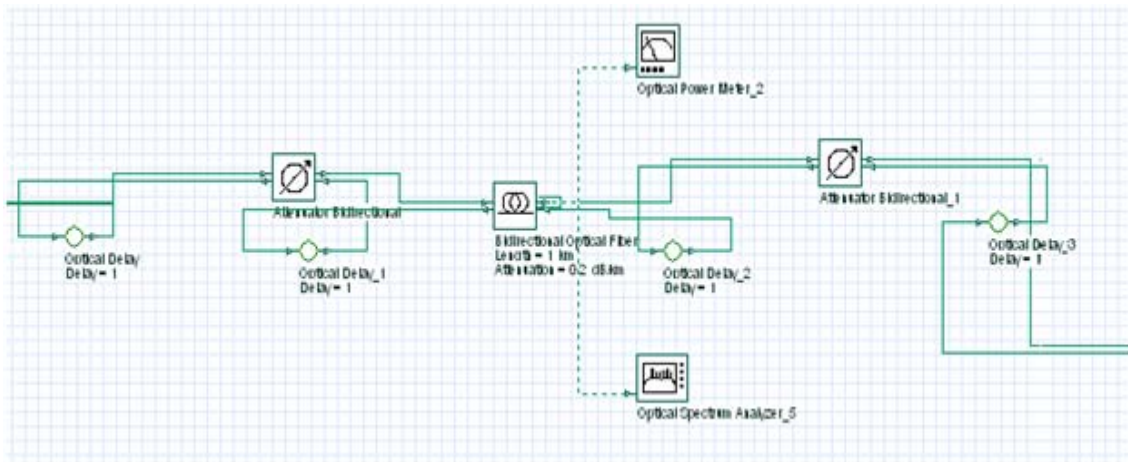 Optical Power Meter_2
Attenuator Bidirectional
Attenuator Bidirectional_1
Optical Delay
Delay = 1
Optical Delay_1
Delay = 1
Bidirectional Optical Fiber
Length = 1 km
Attenuation = 0.2 dB/km
Optical Delay_2
Delay = 1
Optical Delay_3
Delay = 1
Optical Spectrum Analyzer_5